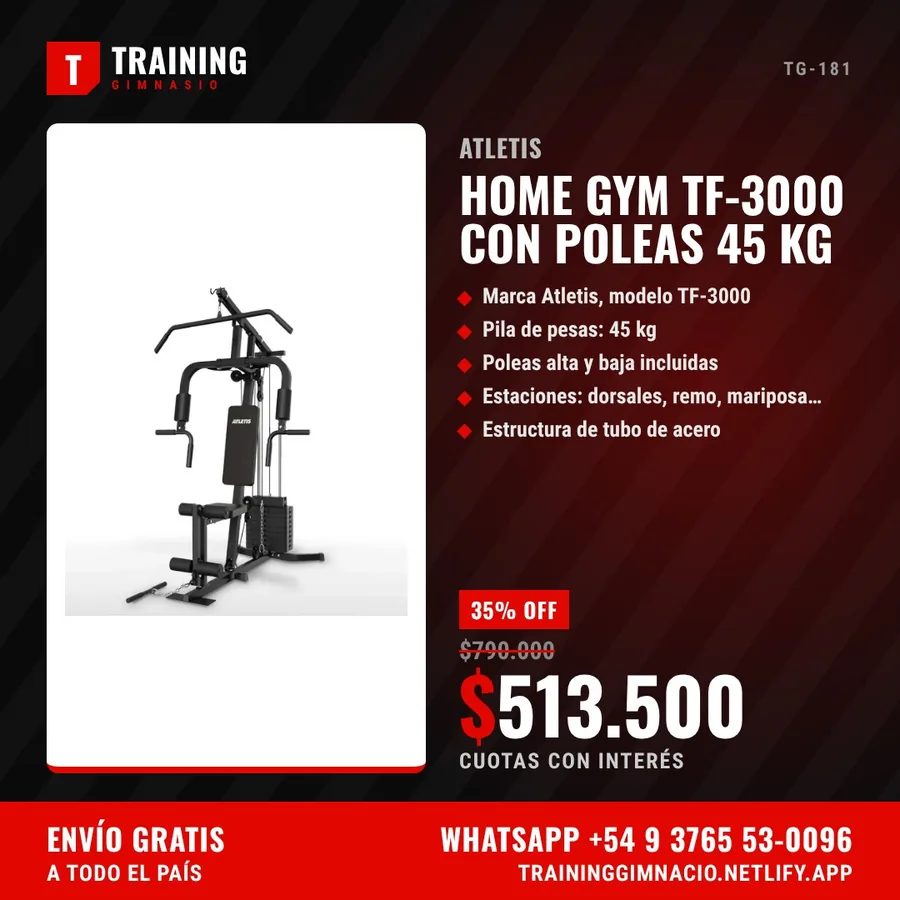 T
TRAINING
GIMNASIO
TG-181
ATLETIS
HOME GYM TF-3000
CON POLEAS 45 KG
Marca Atletis, modelo TF-3000
Pila de pesas: 45 kg
Poleas alta y baja incluidas
Estaciones: dorsales, remo, mariposa…
Estructura de tubo de acero
ATLETIS
35% OFF
$790.000
$513.500
CUOTAS CON INTERÉS
ENVÍO GRATIS
A TODO EL PAÍS
WHATSAPP +54 9 3765 53-0096
TRAININGGIMNACIO.NETLIFY.APP